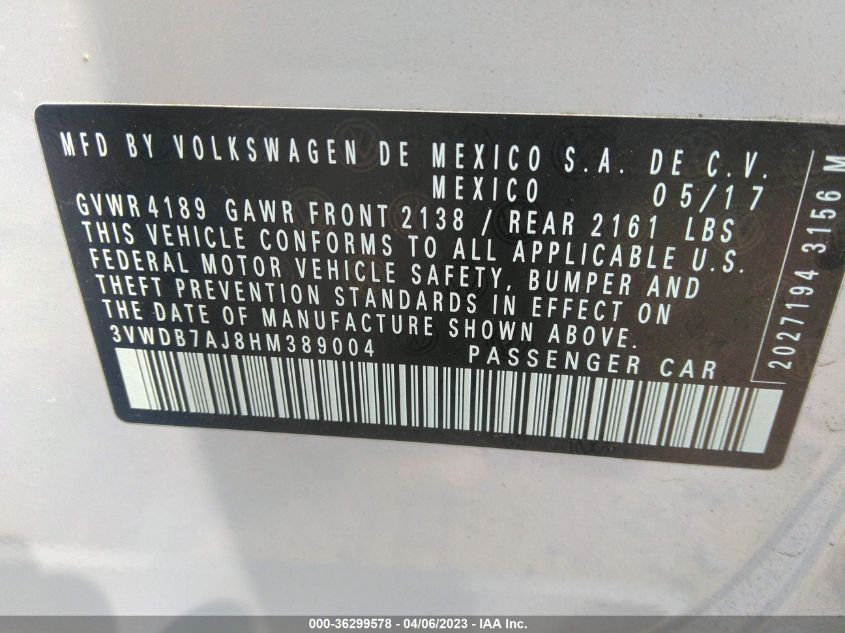 MFD BY VOLKSWAGEN DE MEXICO S.A. DE C.V.
MEXICO 05/17
GVWR 4189 GAWR FRONT 2138 / REAR 2161 LBS
THIS VEHICLE CONFORMS TO ALL APPLICABLE U.S.
FEDERAL MOTOR VEHICLE SAFETY, BUMPER AND
THEFT PREVENTION STANDARDS IN EFFECT ON
THE DATE OF MANUFACTURE SHOWN ABOVE.
3VWDB7AJ8HM389004 PASSENGER CAR
2027194 3156 M
000-36299578 - 04/06/2023 - IAA Inc.